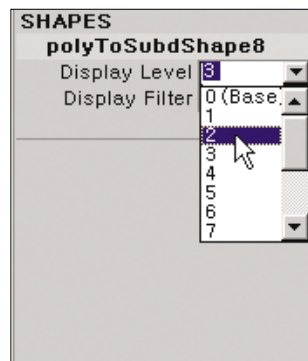 SHAPES
polyToSubdShape8
Display Level 3
Display Filter 0 (Base,
1
2
3
4
5
6
7